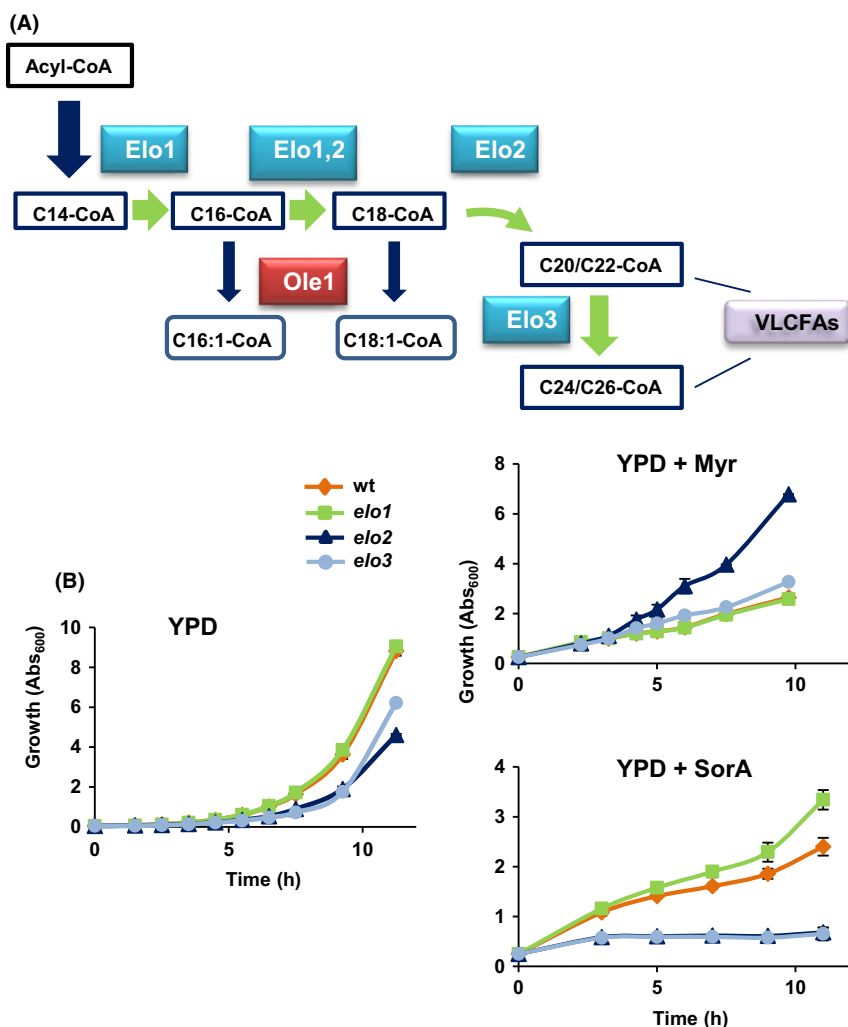 (A)
Acyl-CoA
Elo1
Elo1,2
Elo2
C14-CoA
C16-CoA
C18-CoA
Ole1
C20/C22-CoA
C16:1-CoA
C18:1-CoA
Elo3
VLCFAs
C24/C26-CoA
wt
elo1
elo2
elo3
(B)
YPD
Growth (Abs600)
10
8
6
4
2
0
0
5
10
Time (h)
YPD + Myr
Growth (Abs600)
8
6
4
2
0
0
5
10
YPD + SorA
4
3
2
1
0
0
5
10
Time (h)